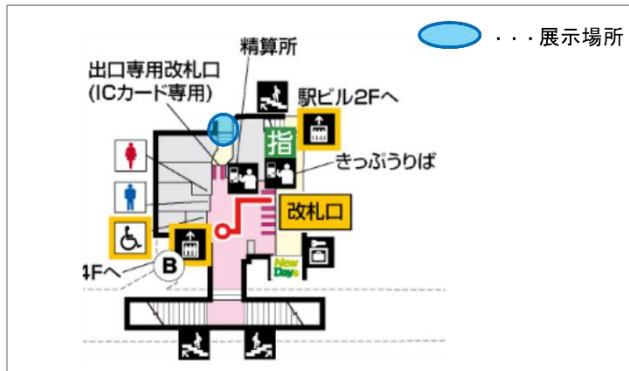 ・・・展示場所
精算所
出口専用改札口
(ICカード専用)
駅ビル2Fへ
指
きっぷうりば
改札口
4Fへ
B
New
Days